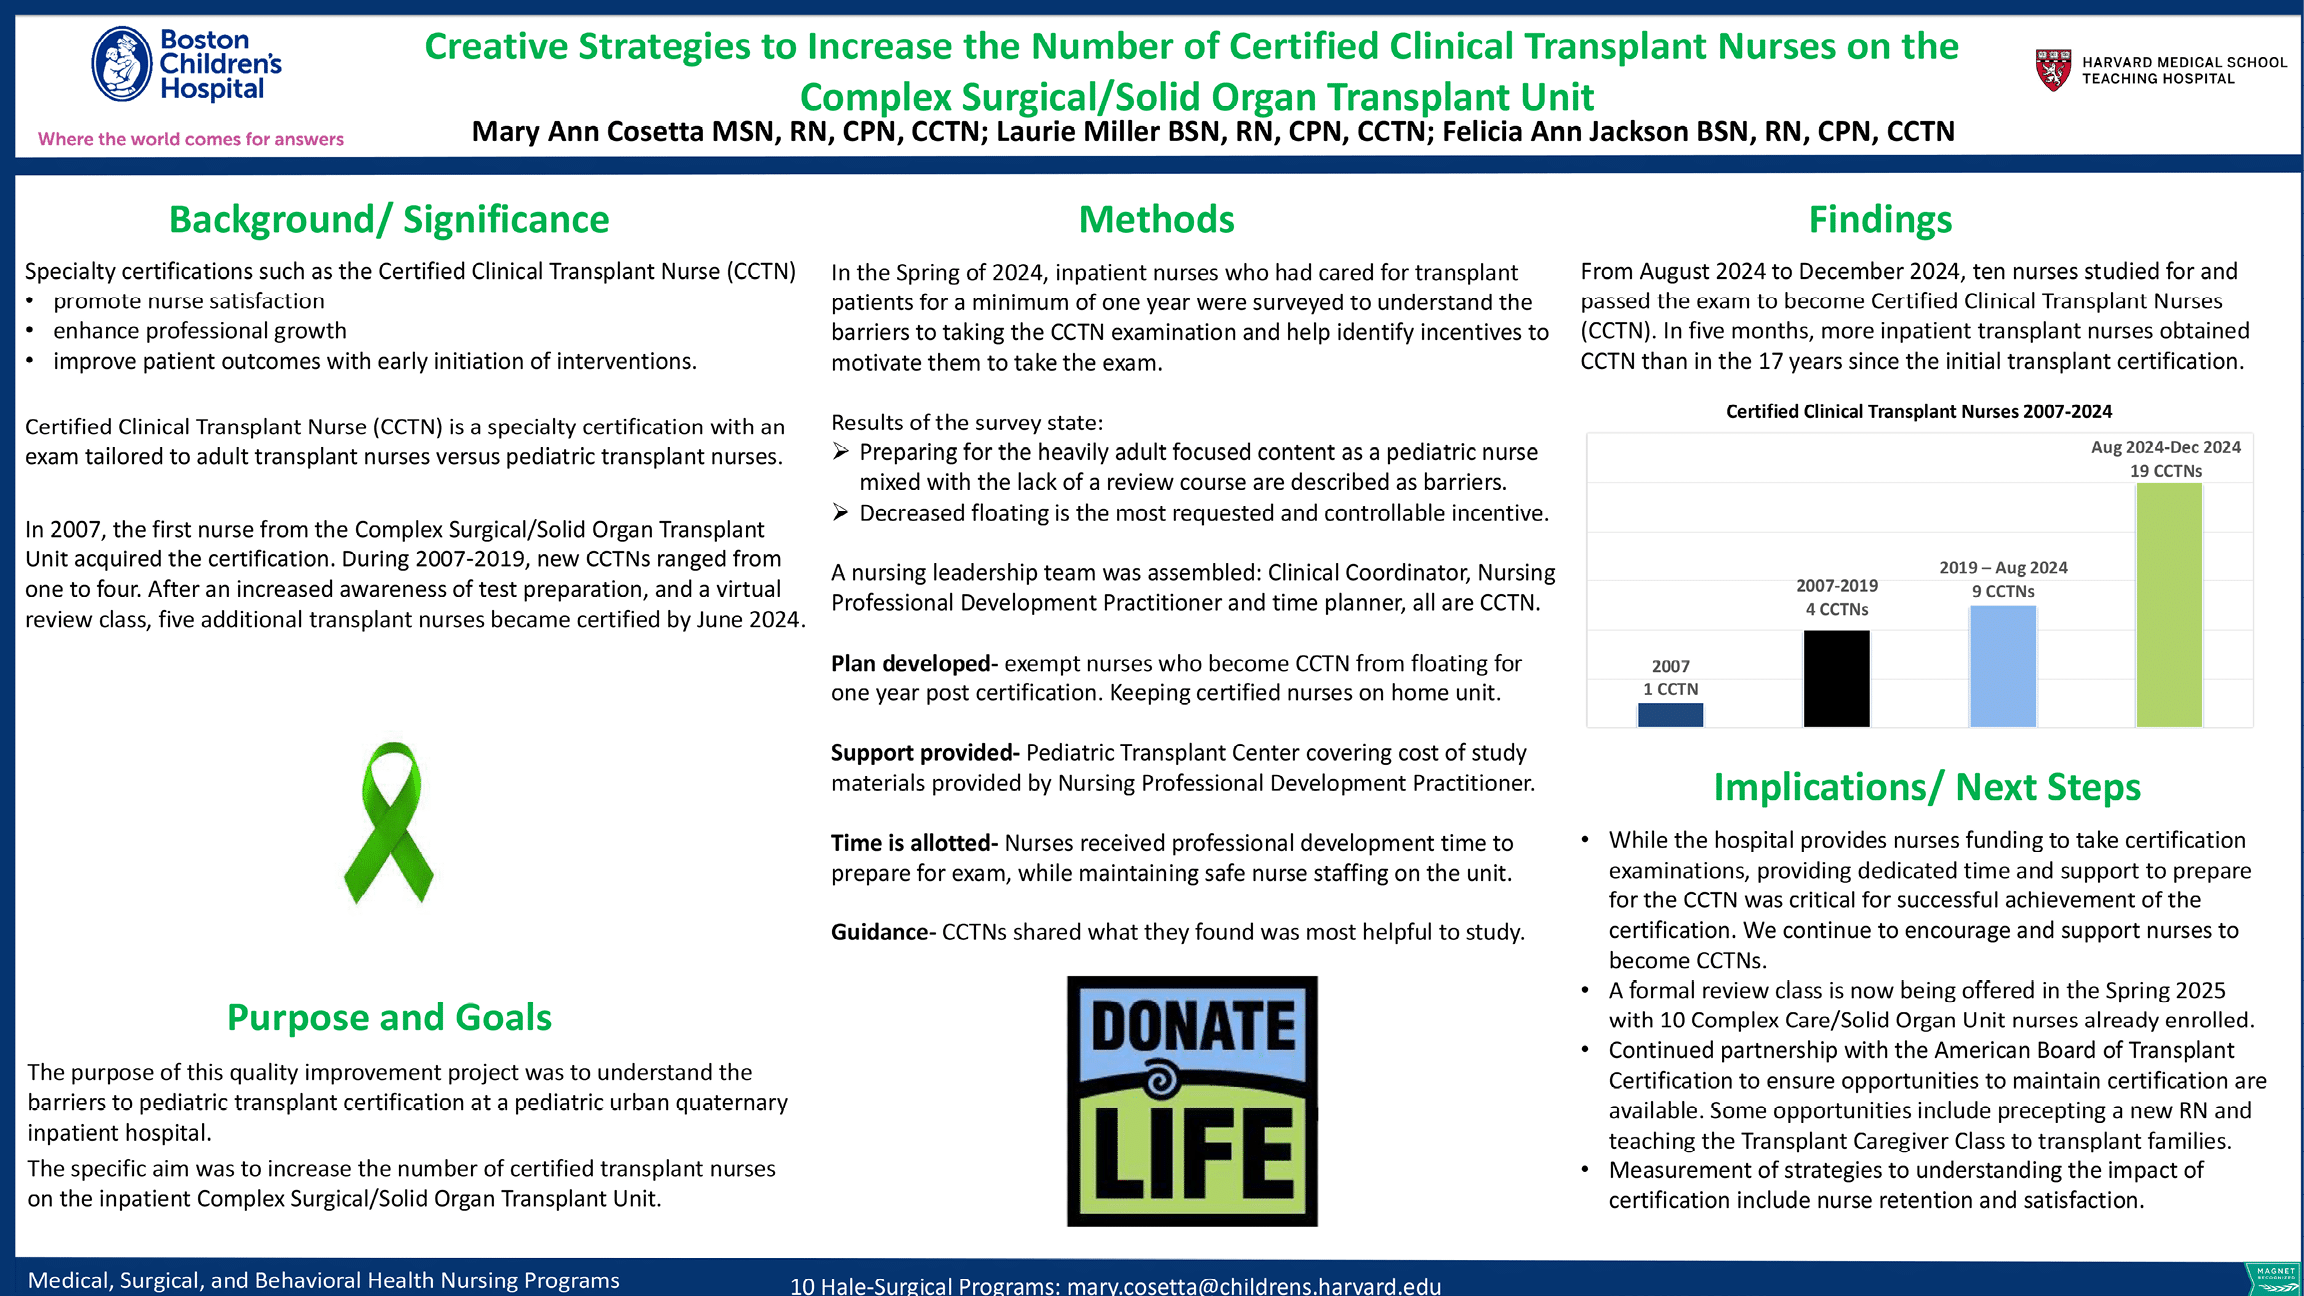 Boston
Children's
Hospital
Where the world comes for answers
Creative Strategies to Increase the Number of Certified Clinical Transplant Nurses on the
Complex Surgical/Solid Organ Transplant Unit
Mary Ann Cosetta MSN, RN, CPN, CCTN; Laurie Miller BSN, RN, CPN, CCTN; Felicia Ann Jackson BSN, RN, CPN, CCTN
HARVARD MEDICAL SCHOOL
TEACHING HOSPITAL
Background/ Significance
Specialty certifications such as the Certified Clinical Transplant Nurse (CCTN)
• promote nurse satisfaction
• enhance professional growth
• improve patient outcomes with early initiation of interventions.
Certified Clinical Transplant Nurse (CCTN) is a specialty certification with an
exam tailored to adult transplant nurses versus pediatric transplant nurses.
In 2007, the first nurse from the Complex Surgical/Solid Organ Transplant
Unit acquired the certification. During 2007-2019, new CCTNs ranged from
one to four. After an increased awareness of test preparation, and a virtual
review class, five additional transplant nurses became certified by June 2024.
Purpose and Goals
The purpose of this quality improvement project was to understand the
barriers to pediatric transplant certification at a pediatric urban quaternary
inpatient hospital.
The specific aim was to increase the number of certified transplant nurses
on the inpatient Complex Surgical/Solid Organ Transplant Unit.
Methods
In the Spring of 2024, inpatient nurses who had cared for transplant
patients for a minimum of one year were surveyed to understand the
barriers to taking the CCTN examination and help identify incentives to
motivate them to take the exam.
Results of the survey state:
➢ Preparing for the heavily adult focused content as a pediatric nurse
mixed with the lack of a review course are described as barriers.
➢ Decreased floating is the most requested and controllable incentive.
A nursing leadership team was assembled: Clinical Coordinator, Nursing
Professional Development Practitioner and time planner, all are CCTN.
Plan developed- exempt nurses who become CCTN from floating for
one year post certification. Keeping certified nurses on home unit.
Support provided- Pediatric Transplant Center covering cost of study
materials provided by Nursing Professional Development Practitioner.
Time is allotted- Nurses received professional development time to
prepare for exam, while maintaining safe nurse staffing on the unit.
Guidance- CCTNs shared what they found was most helpful to study.
DONATE
LIFE
Findings
From August 2024 to December 2024, ten nurses studied for and
passed the exam to become Certified Clinical Transplant Nurses
(CCTN). In five months, more inpatient transplant nurses obtained
CCTN than in the 17 years since the initial transplant certification.
Certified Clinical Transplant Nurses 2007-2024
2007
1 CCTN
2007-2019
4 CCTNs
2019 – Aug 2024
9 CCTNs
Aug 2024-Dec 2024
19 CCTNs
Implications/ Next Steps
• While the hospital provides nurses funding to take certification
examinations, providing dedicated time and support to prepare
for the CCTN was critical for successful achievement of the
certification. We continue to encourage and support nurses to
become CCTNs.
• A formal review class is now being offered in the Spring 2025
with 10 Complex Care/Solid Organ Unit nurses already enrolled.
• Continued partnership with the American Board of Transplant
Certification to ensure opportunities to maintain certification are
available. Some opportunities include precepting a new RN and
teaching the Transplant Caregiver Class to transplant families.
• Measurement of strategies to understanding the impact of
certification include nurse retention and satisfaction.
Medical, Surgical, and Behavioral Health Nursing Programs
10 Hale-Surgical Programs: mary.cosetta@childrens.harvard.edu
MAGNET
RECOGNIZED